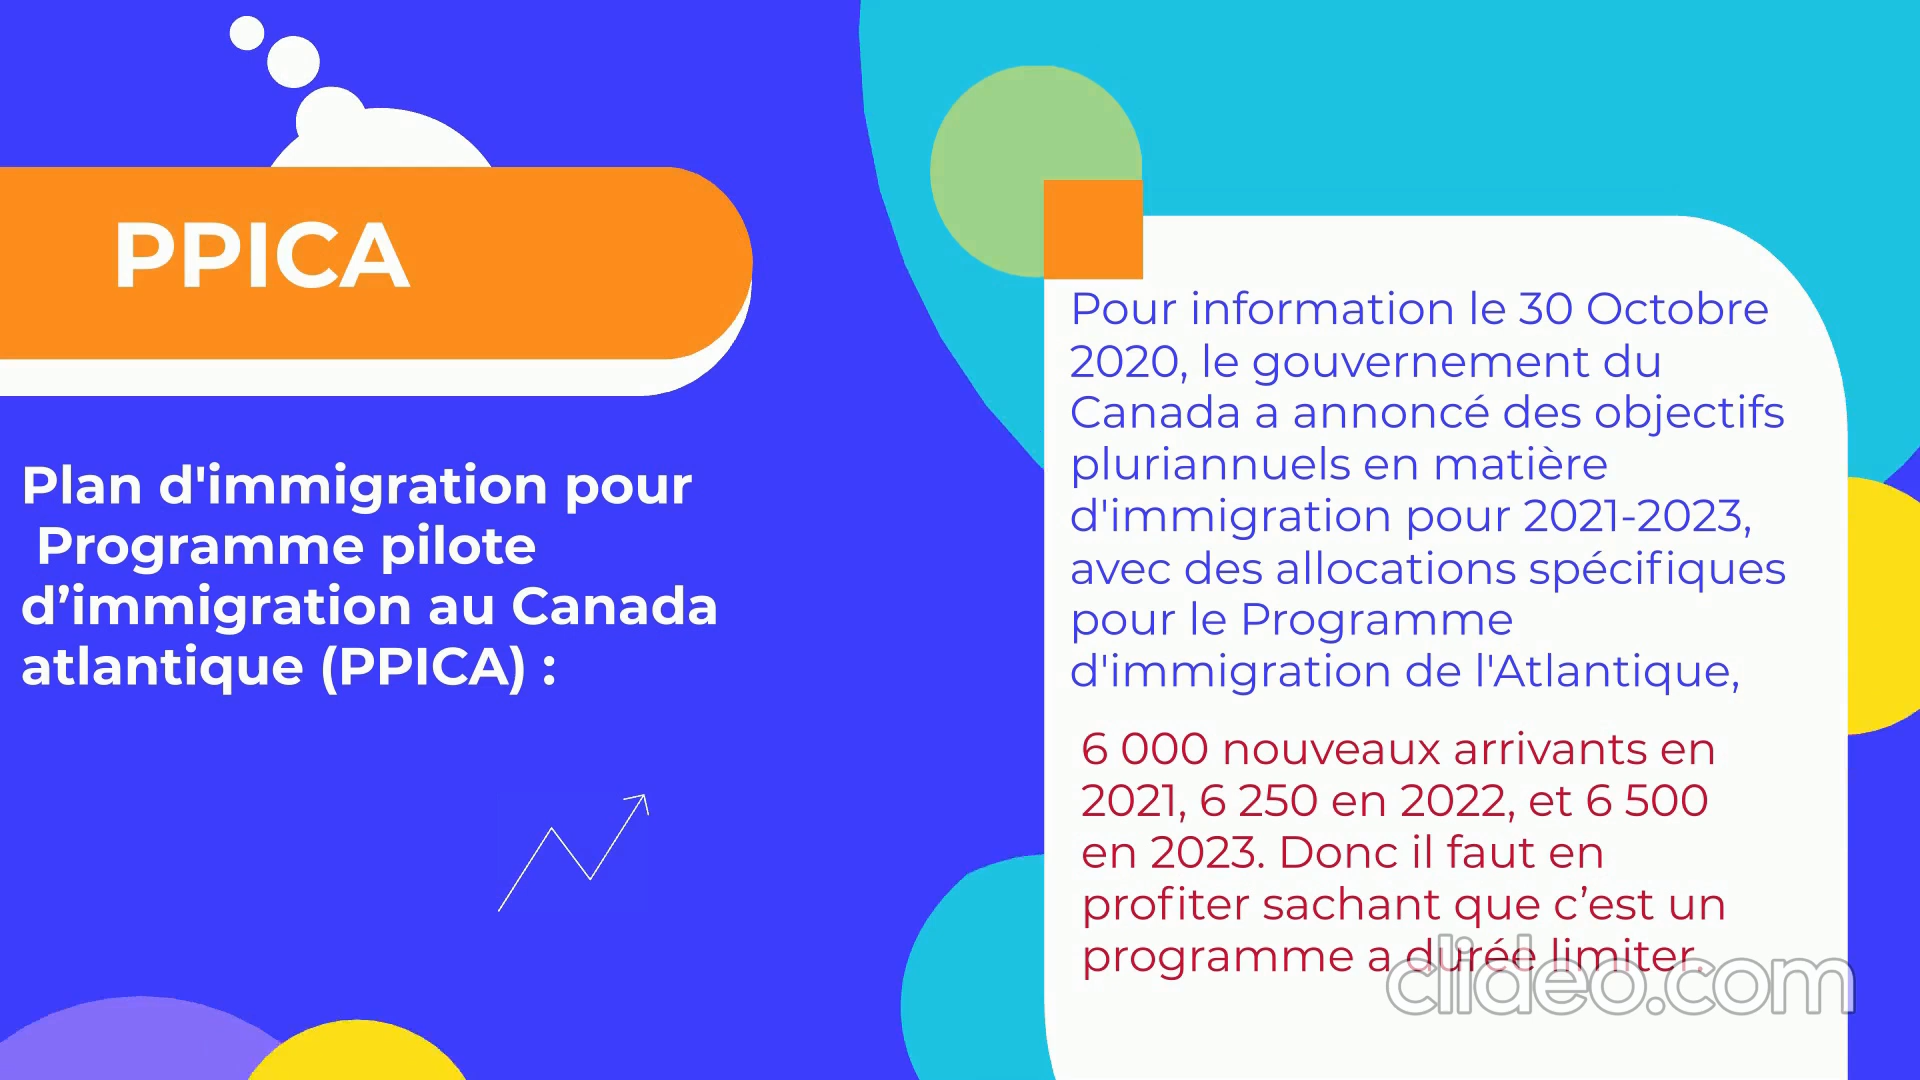 PPICA
Plan d'immigration pour
Programme pilote
d’immigration au Canada
atlantique (PPICA) :
Pour information le 30 Octobre
2020, le gouvernement du
Canada a annoncé des objectifs
pluriannuels en matière
d'immigration pour 2021-2023,
avec des allocations spécifiques
pour le Programme
d'immigration de l'Atlantique,
6 000 nouveaux arrivants en
2021, 6 250 en 2022, et 6 500
en 2023. Donc il faut en
profiter sachant que c’est un
programme a durée limiter.
clideo.com